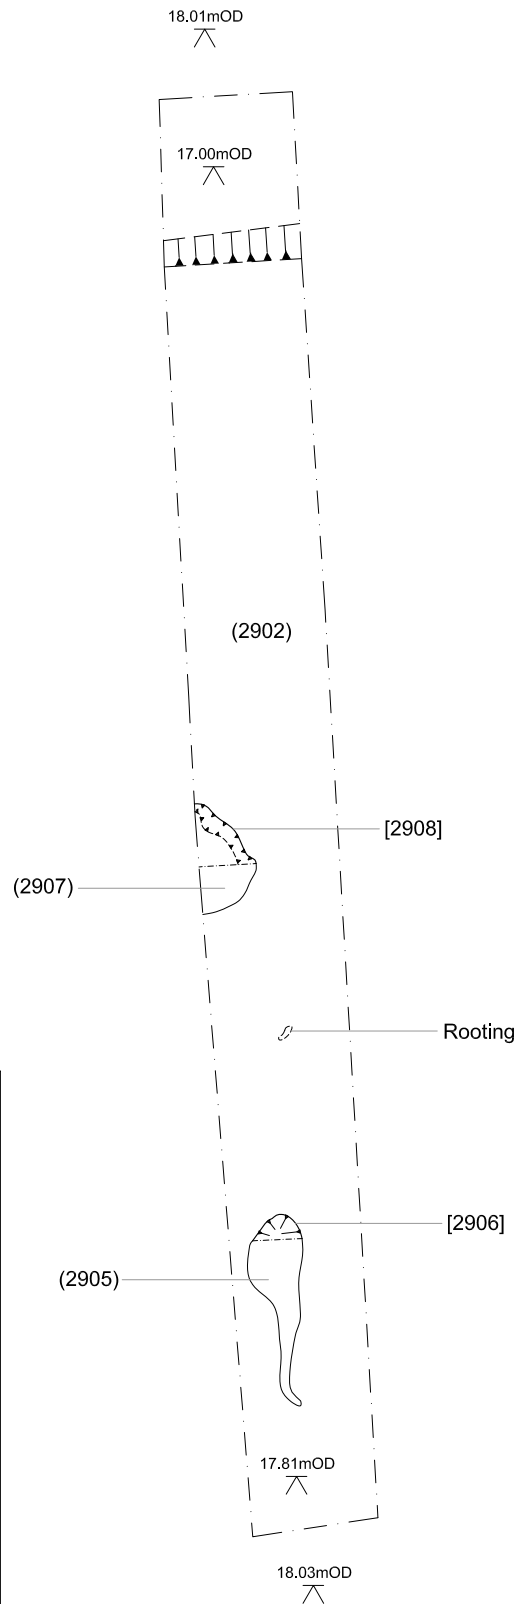 18.01mOD
17.00mOD
(2902)
[2908]
(2907)
Rooting
[2906]
(2905)
17.81mOD
18.03mOD